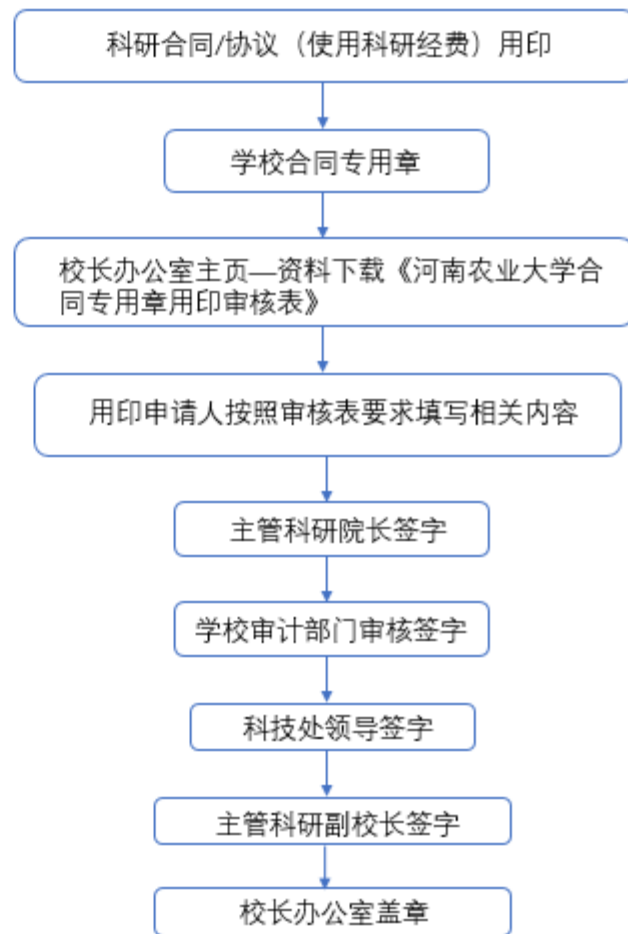 科研合同/协议（使用科研经费）用印
学校合同专用章
校长办公室主页—资料下载《河南农业大学合
同专用章用印审核表》
用印申请人按照审核表要求填写相关内容
主管科研院长签字
学校审计部门审核签字
科技处领导签字
主管科研副校长签字
校长办公室盖章